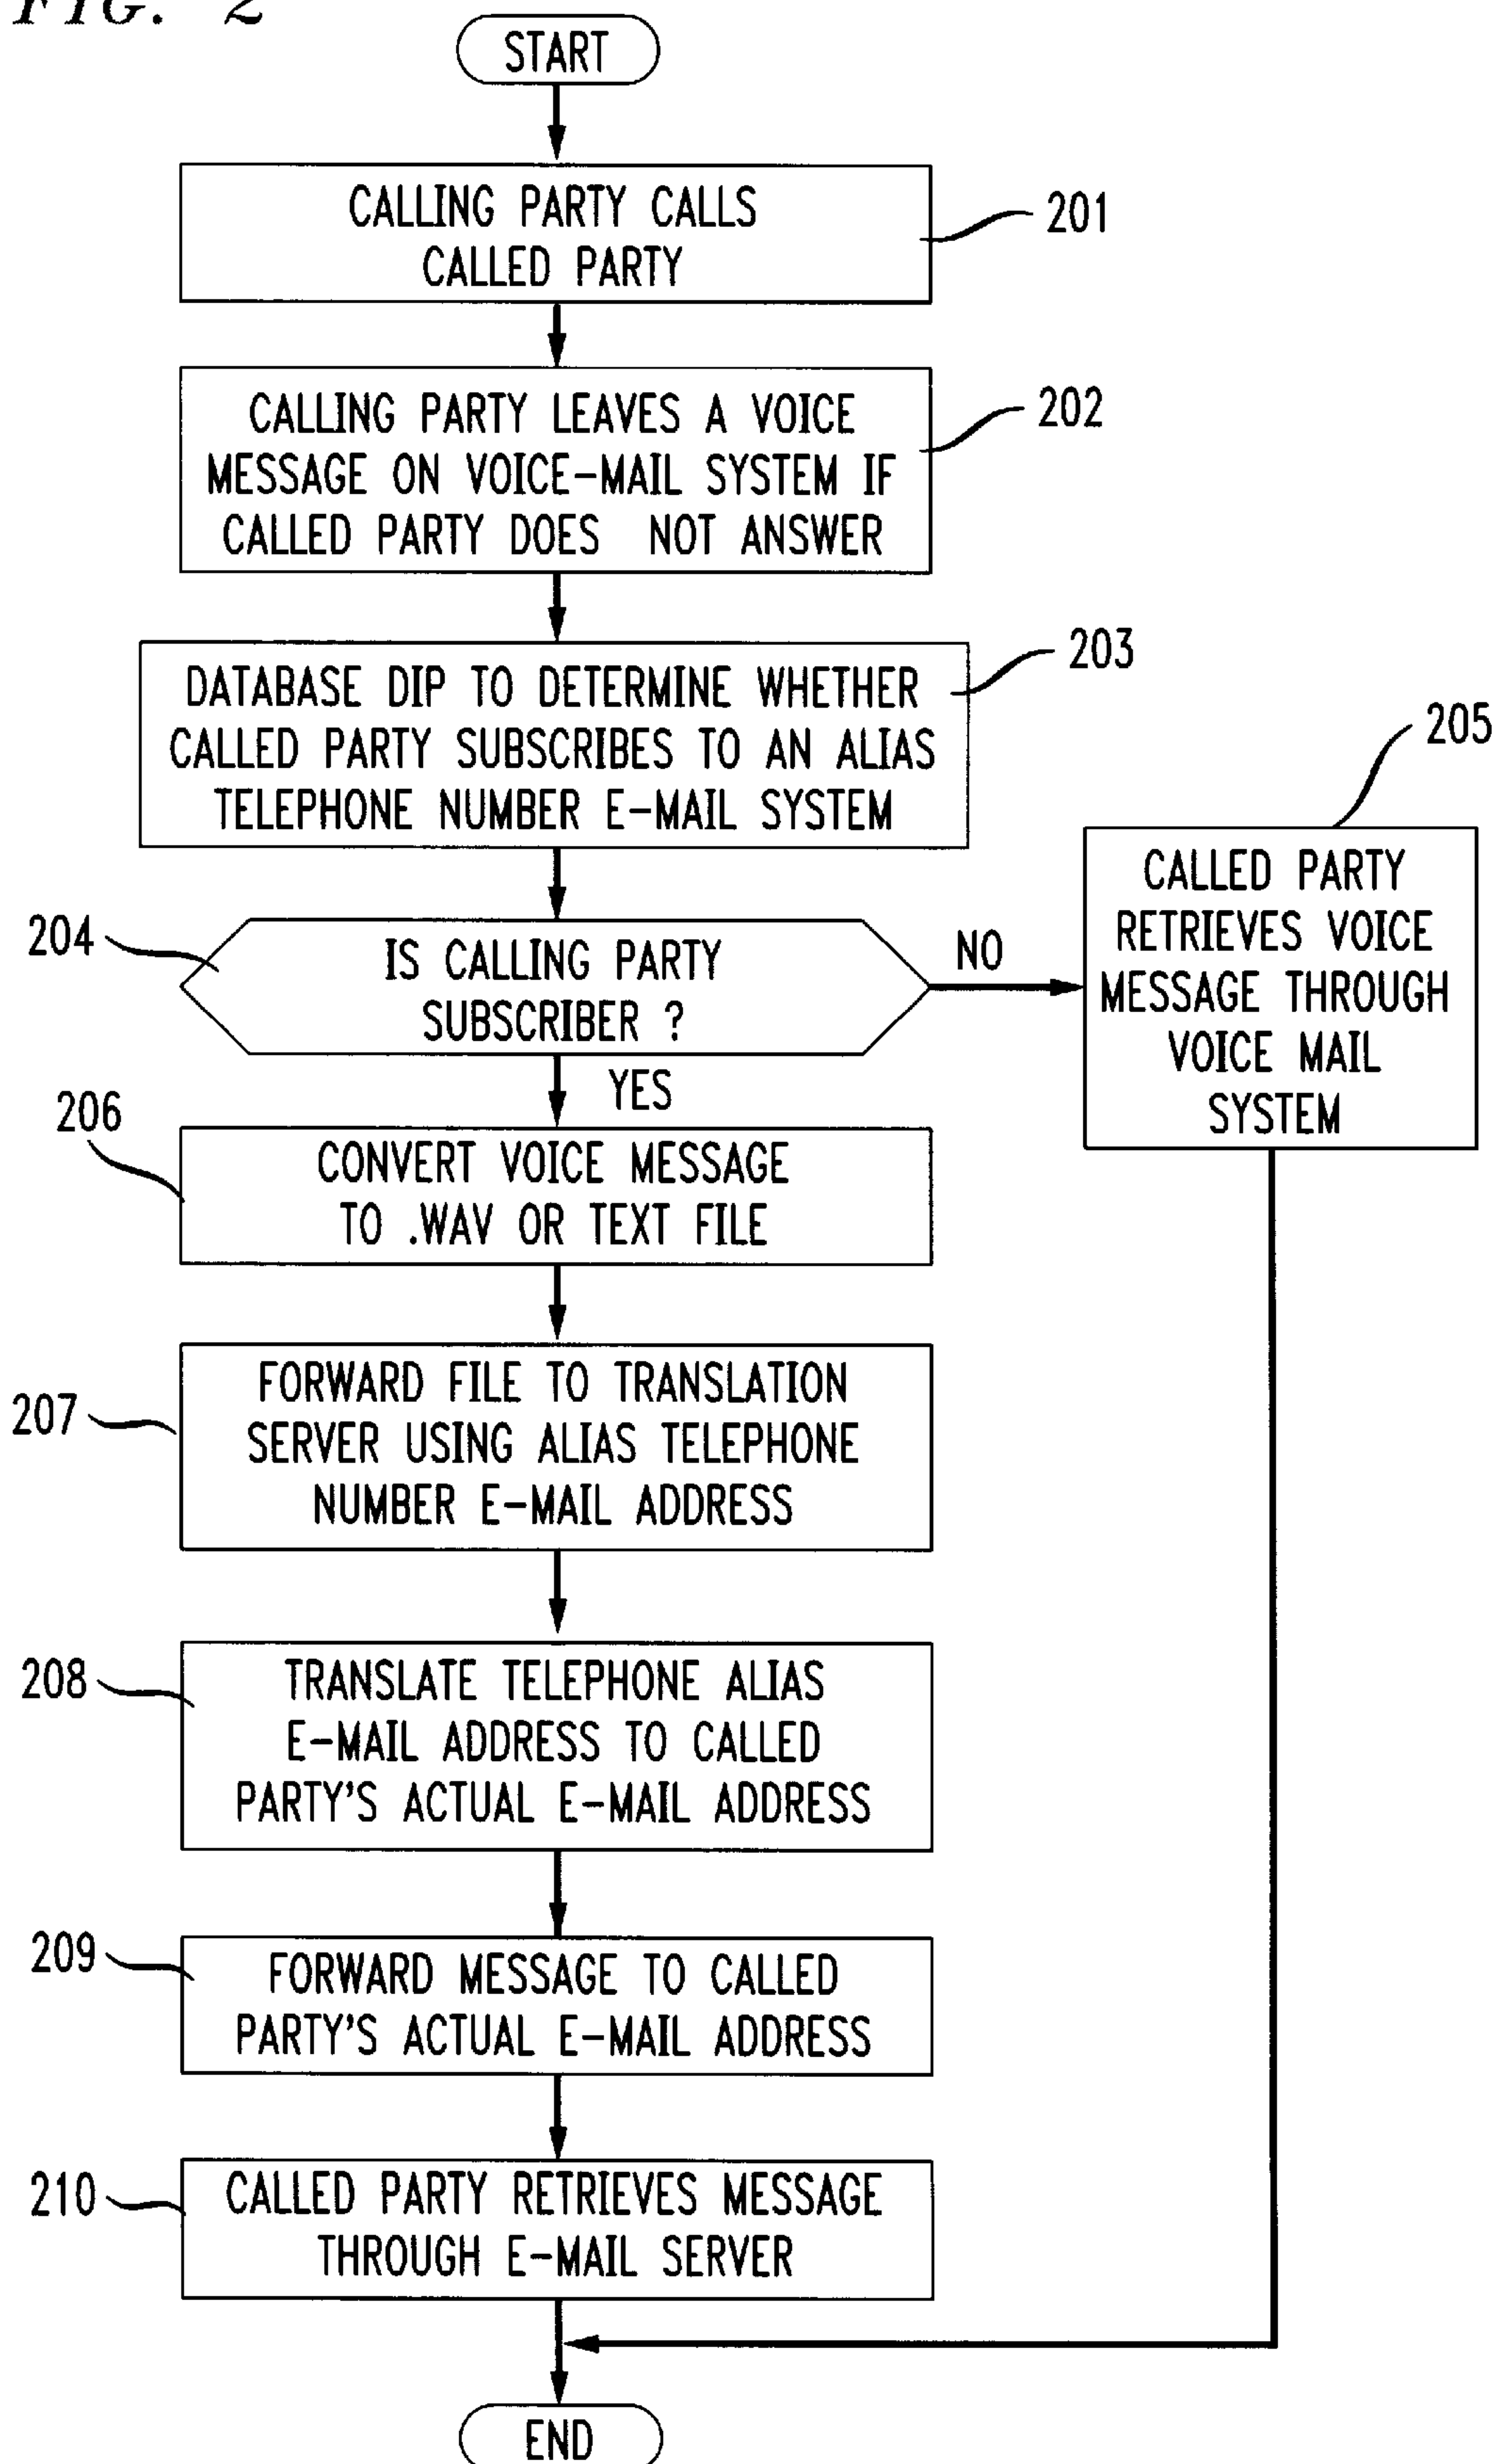 FIG. 2
START
CALLING PARTY CALLS
CALLED PARTY
201
CALLING PARTY LEAVES A VOICE
MESSAGE ON VOICE-MAIL SYSTEM IF
CALLED PARTY DOES NOT ANSWER
202
DATABASE DIP TO DETERMINE WHETHER
CALLED PARTY SUBSCRIBES TO AN ALIAS
TELEPHONE NUMBER E-MAIL SYSTEM
203
204
IS CALLING PARTY
SUBSCRIBER ?
NO
205
CALLED PARTY
RETRIEVES VOICE
MESSAGE THROUGH
VOICE MAIL
SYSTEM
YES
206
CONVERT VOICE MESSAGE
TO .WAV OR TEXT FILE
207
FORWARD FILE TO TRANSLATION
SERVER USING ALIAS TELEPHONE
NUMBER E-MAIL ADDRESS
208
TRANSLATE TELEPHONE ALIAS
E-MAIL ADDRESS TO CALLED
PARTY'S ACTUAL E-MAIL ADDRESS
209
FORWARD MESSAGE TO CALLED
PARTY'S ACTUAL E-MAIL ADDRESS
210
CALLED PARTY RETRIEVES MESSAGE
THROUGH E-MAIL SERVER
END